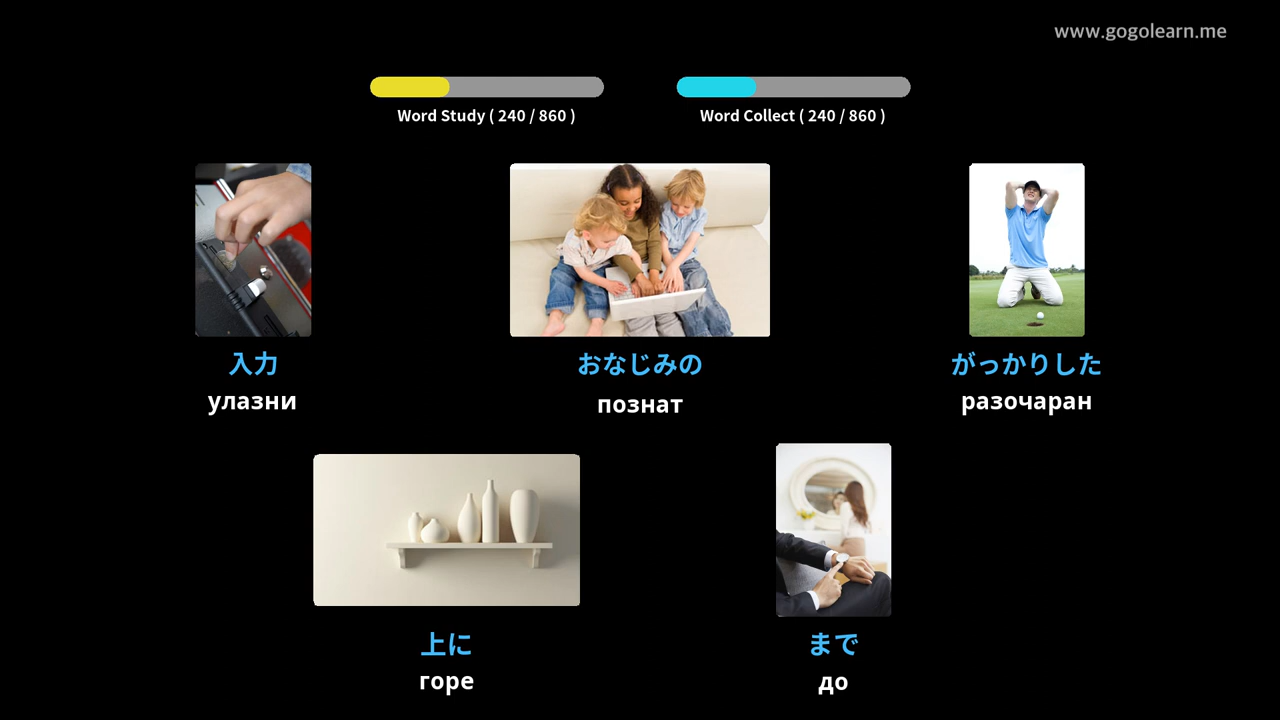 www.gogolearn.me
Word Study ( 240 / 860 )
Word Collect ( 240 / 860 )
入力
улазни
おなじみの
познат
がっかりした
разочаран
上に
горе
まで
до